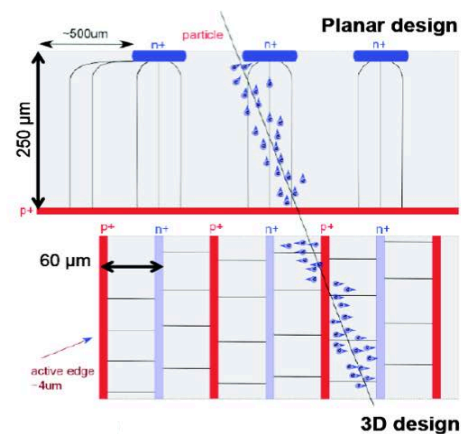 Planar design
~500um
n+
particle
n+
n+
250 µm
p+
p+
n+
p+
n+
p+
n+
60 µm
active edge
~4um
3D design